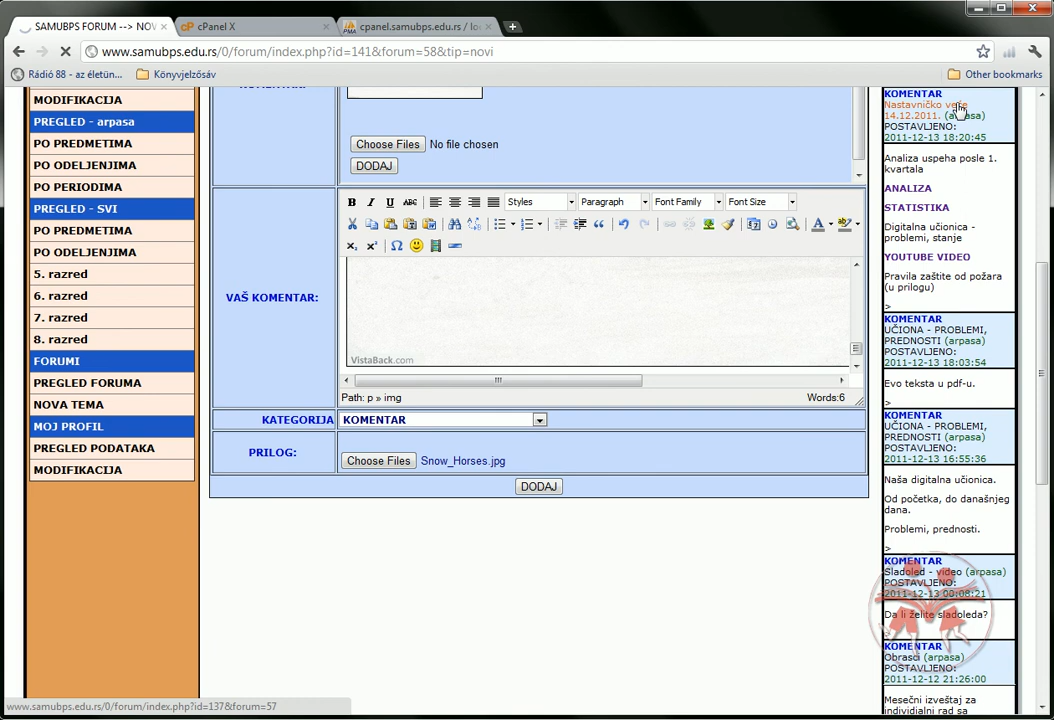 SAMUBPS FORUM --> NOV
cPanel X
cpanel.samubps.edu.rs / loc
www.samubps.edu.rs/0/forum/index.php?id=141&forum=58&tip=novi
Rádió 88 - az életün...
Könyvjelzősáv
Other bookmarks
MODIFIKACIJA
PREGLED - arpasa
PO PREDMETIMA
PO ODELJENJIMA
PO PERIODIMA
PREGLED - SVI
PO PREDMETIMA
PO ODELJENJIMA
5. razred
6. razred
7. razred
8. razred
FORUMI
PREGLED FORUMA
NOVA TEMA
MOJ PROFIL
PREGLED PODATAKA
MODIFIKACIJA
Choose Files No file chosen
DODAJ
VAŠ KOMENTAR:
B I U ABC
Styles
Paragraph
Font Family
Font Size
VistaBack.com
Path: p » img
Words:6
KATEGORIJA
KOMENTAR
PRILOG:
Choose Files Snow_Horses.jpg
DODAJ
KOMENTAR
Nastavničko
14.12.2011.
POSTAVLJENO:
2011-12-13 18:20:45
Analiza uspeha posle 1.
kvartala
ANALIZA
STATISTIKA
Digitalna učionica -
problemi, stanje
YOUTUBE VIDEO
Pravila zaštite od požara
(u prilogu)
>
KOMENTAR
UČIONA - PROBLEMI,
PREDNOSTI (arpasa)
POSTAVLJENO:
2011-12-13 18:03:54
Evo teksta u pdf-u.
>
KOMENTAR
UČIONA - PROBLEMI,
PREDNOSTI (arpasa)
POSTAVLJENO:
2011-12-13 16:55:36
Naša digitalna učionica.
Od početka, do današnjeg
dana.
Problemi, prednosti.
>
KOMENTAR
Sladoled - video (arpasa)
POSTAVLJENO:
2011-12-13 00:08:21
Da li želite sladoleda?
KOMENTAR
Obrasci (arpasa)
POSTAVLJENO:
2011-12-12 21:26:00
Mesečni izveštaj za
individialni rad sa
www.samubps.edu.rs/0/forum/index.php?id=137&forum=57